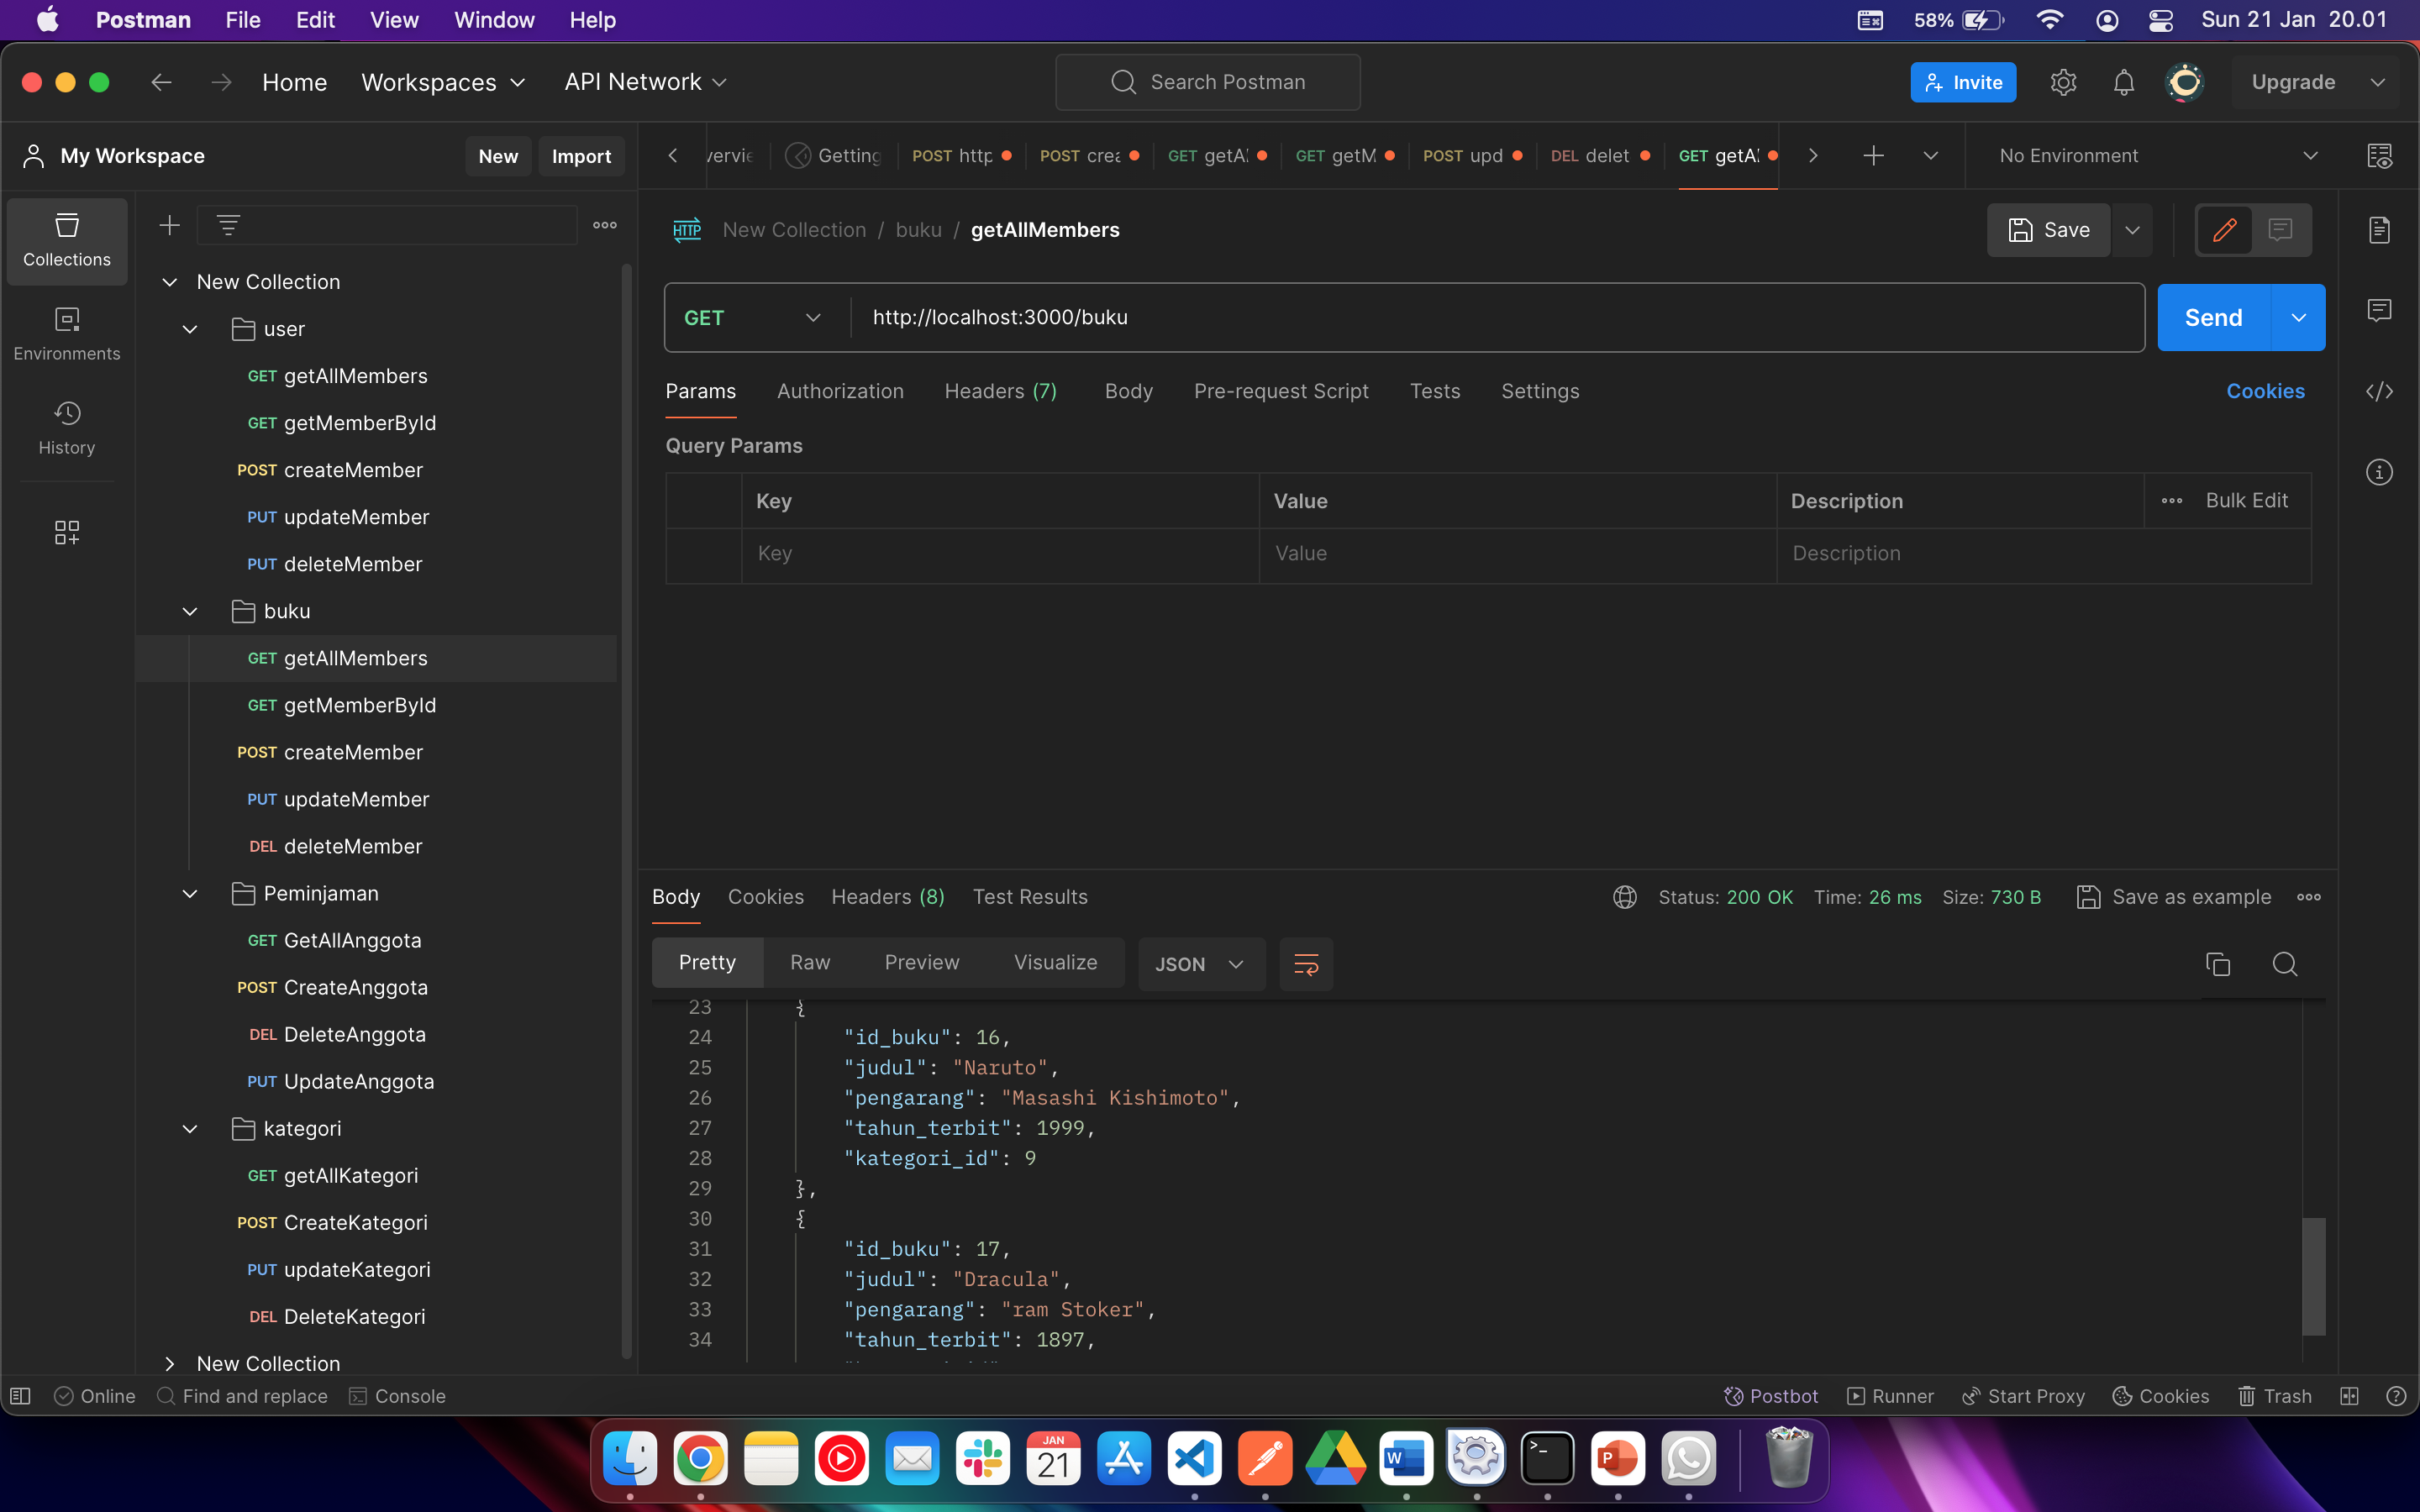 Postman File Edit View Window Help 58% Sun 21 Jan 20.01
Home Workspaces API Network Search Postman Invite Upgrade
My Workspace New Import
Getting POST http POST crea GET getA GET getM POST upd DEL delet GET getAl No Environment
Collections
Environments
History
New Collection
user
GET getAllMembers
GET getMemberById
POST createMember
PUT updateMember
PUT deleteMember
buku
GET getAllMembers
GET getMemberById
POST createMember
PUT updateMember
DEL deleteMember
Peminjaman
GET GetAllAnggota
POST CreateAnggota
DEL DeleteAnggota
PUT UpdateAnggota
kategori
GET getAllKategori
POST CreateKategori
PUT updateKategori
DEL DeleteKategori
New Collection
HTTP New Collection / buku / getAllMembers Save
GET http://localhost:3000/buku Send
Params Authorization Headers (7) Body Pre-request Script Tests Settings Cookies
Query Params
Key Value Description Bulk Edit
Key Value Description
Body Cookies Headers (8) Test Results Status: 200 OK Time: 26 ms Size: 730 B Save as example
Pretty Raw Preview Visualize JSON
23 {
24 "id_buku": 16,
25 "judul": "Naruto",
26 "pengarang": "Masashi Kishimoto",
27 "tahun_terbit": 1999,
28 "kategori_id": 9
29 },
30 {
31 "id_buku": 17,
32 "judul": "Dracula",
33 "pengarang": "ram Stoker",
34 "tahun_terbit": 1897,
Online Find and replace Console Postbot Runner Start Proxy Cookies Trash
JAN
21
W
P